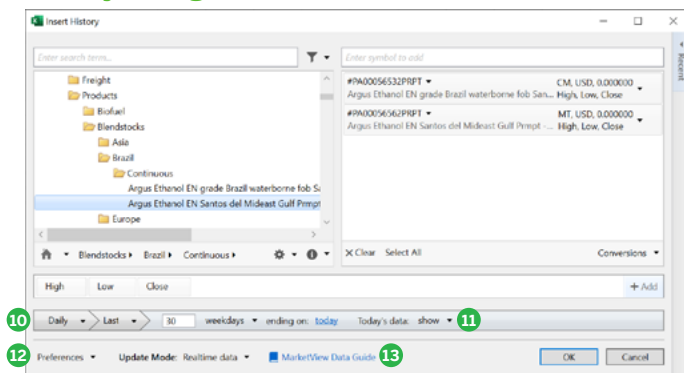 Insert History
Enter search terms...
Enter symbol to add
Recent
Freight
Products
Biofuel
Blendstocks
Asia
Brazil
Continuous
Argus Ethanol EN grade Brazil waterborne fob Sa
Argus Ethanol EN Santos del Mideast Gulf Prmpt
Europe
#PA00056532PRPT CM, USD, 0.000000
Argus Ethanol EN grade Brazil waterborne fob San... High, Low, Close
#PA00056562PRPT MT, USD, 0.000000
Argus Ethanol EN Santos del Mideast Gulf Prmpt -... High, Low, Close
Blendstocks Brazil Continuous
Clear Select All Conversions
High Low Close + Add
10 Daily Last 30 weekdays ending on: today Today's data: show 11
12 Preferences Update Mode: Realtime data MarketView Data Guide 13 OK Cancel